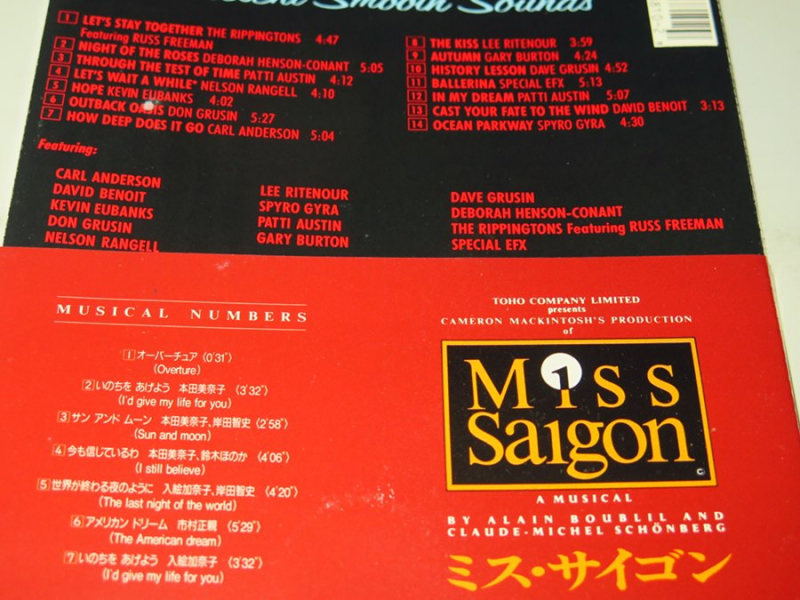 Smooth Sounds
1 LET'S STAY TOGETHER THE RIPPINGTONS 4:47
Featuring RUSS FREEMAN
2 NIGHT OF THE ROSES DEBORAH HENSON-CONANT 5:05
3 THROUGH THE TEST OF TIME PATTI AUSTIN 4:12
4 LET'S WAIT A WHILE* NELSON RANGELL 4:10
5 HOPE KEVIN EUBANKS 4:02
6 OUTBACK OASIS DON GRUSIN 5:27
7 HOW DEEP DOES IT GO CARL ANDERSON 5:04
8 THE KISS LEE RITENOUR 3:59
9 AUTUMN GARY BURTON 4:24
10 HISTORY LESSON DAVE GRUSIN 4:52
11 BALLERINA SPECIAL EFX 5:13
12 IN MY DREAM PATTI AUSTIN 5:07
13 CAST YOUR FATE TO THE WIND DAVID BENOIT 3:13
14 OCEAN PARKWAY SPYRO GYRA 4:30
Featuring:
CARL ANDERSON
DAVID BENOIT
KEVIN EUBANKS
DON GRUSIN
NELSON RANGELL
LEE RITENOUR
SPYRO GYRA
PATTI AUSTIN
GARY BURTON
DAVE GRUSIN
DEBORAH HENSON-CONANT
THE RIPPINGTONS Featuring RUSS FREEMAN
SPECIAL EFX
MUSICAL NUMBERS
1 オーバーチュア (0'31")
(Overture)
2 いのちを あげよう 本田美奈子 (3'32")
(I'd give my life for you)
3 サン アンド ムーン 本田美奈子、岸田智史 (2'58")
(Sun and moon)
4 今も信じているわ 本田美奈子、鈴木ほのか (4'06")
(I still believe)
5 世界が終わる夜のように 入絵加奈子、岸田智史 (4'20")
(The last night of the world)
6 アメリカン ドリーム 市村正親 (5'29")
(The American dream)
7 いのちを あげよう 入絵加奈子 (3'32")
(I'd give my life for you)
TOHO COMPANY LIMITED
presents
CAMERON MACKINTOSH'S PRODUCTION
of
Miss
1
Saigon
©
A MUSICAL
BY ALAIN BOUBLIL AND
CLAUDE-MICHEL SCHÖNBERG
ミス・サイゴン